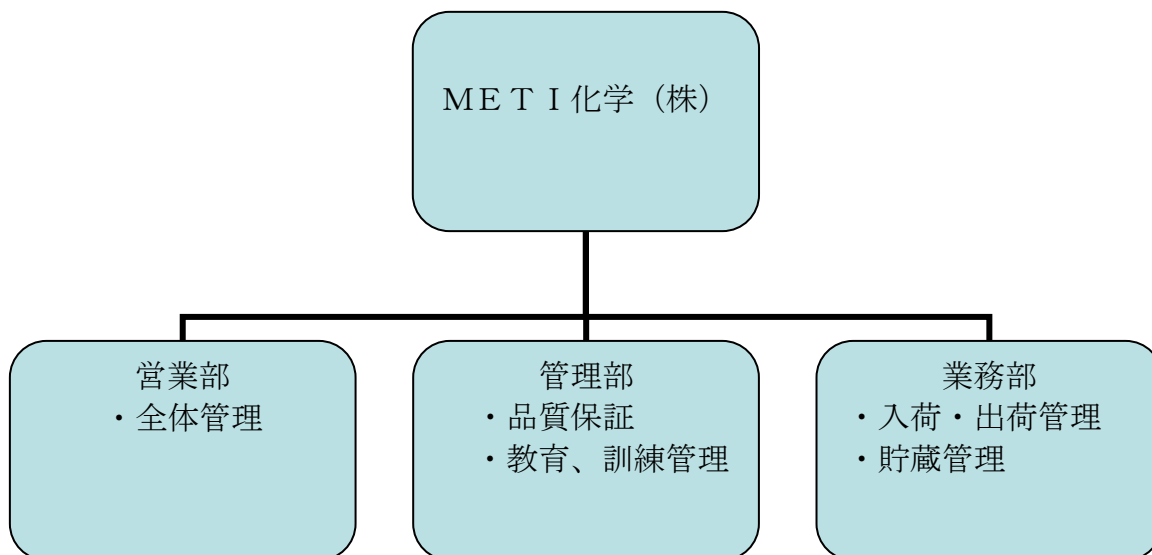 METI化学（株）
営業部
・全体管理
管理部
・品質保証
・教育、訓練管理
業務部
・入荷・出荷管理
・貯蔵管理